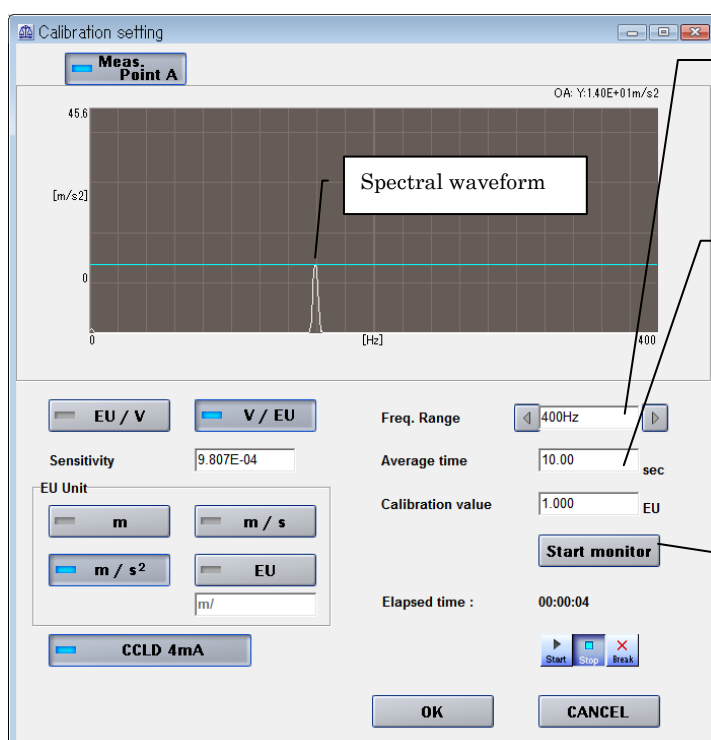 Calibration setting
Meas.
Point A
OA: Y:1.40E+01m/s2
45.6
Spectral waveform
[m/s2]
0
0
[Hz]
400
EU / V
V / EU
Freq. Range
400Hz
Sensitivity
9.807E-04
Average time
10.00
sec
EU Unit
Calibration value
1.000
EU
m
m / s
Start monitor
m / s²
EU
m/
Elapsed time :
00:00:04
CCLD 4mA
Start
Stop
Break
OK
CANCEL